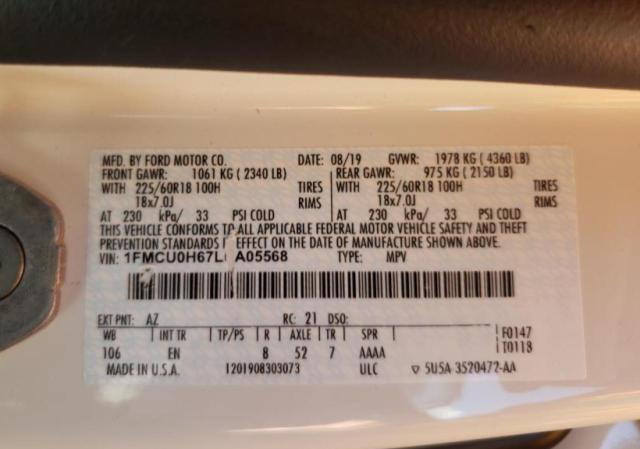 MFD. BY FORD MOTOR CO. DATE: 08/19 GVWR: 1978 KG ( 4360 LB)
FRONT GAWR: 1061 KG ( 2340 LB) REAR GAWR: 975 KG ( 2150 LB)
WITH 225/60R18 100H TIRES WITH 225/60R18 100H TIRES
18x7.0J RIMS 18x7.0J RIMS
AT 230 kPa/ 33 PSI COLD AT 230 kPa/ 33 PSI COLD
THIS VEHICLE CONFORMS TO ALL APPLICABLE FEDERAL MOTOR VEHICLE SAFETY AND THEFT
PREVENTION STANDARDS EFFECT ON THE DATE OF MANUFACTURE SHOWN ABOVE.
VIN: 1FMCU0H67L A05568 TYPE: MPV
EXT PNT: AZ RC: 21 DSO:
WB INT TR TP/PS R AXLE TR SPR F0147
106 EN 8 52 7 AAAA T0118
MADE IN U.S.A. 1201908303073 ULC ▽ 5U5A-3520472-AA